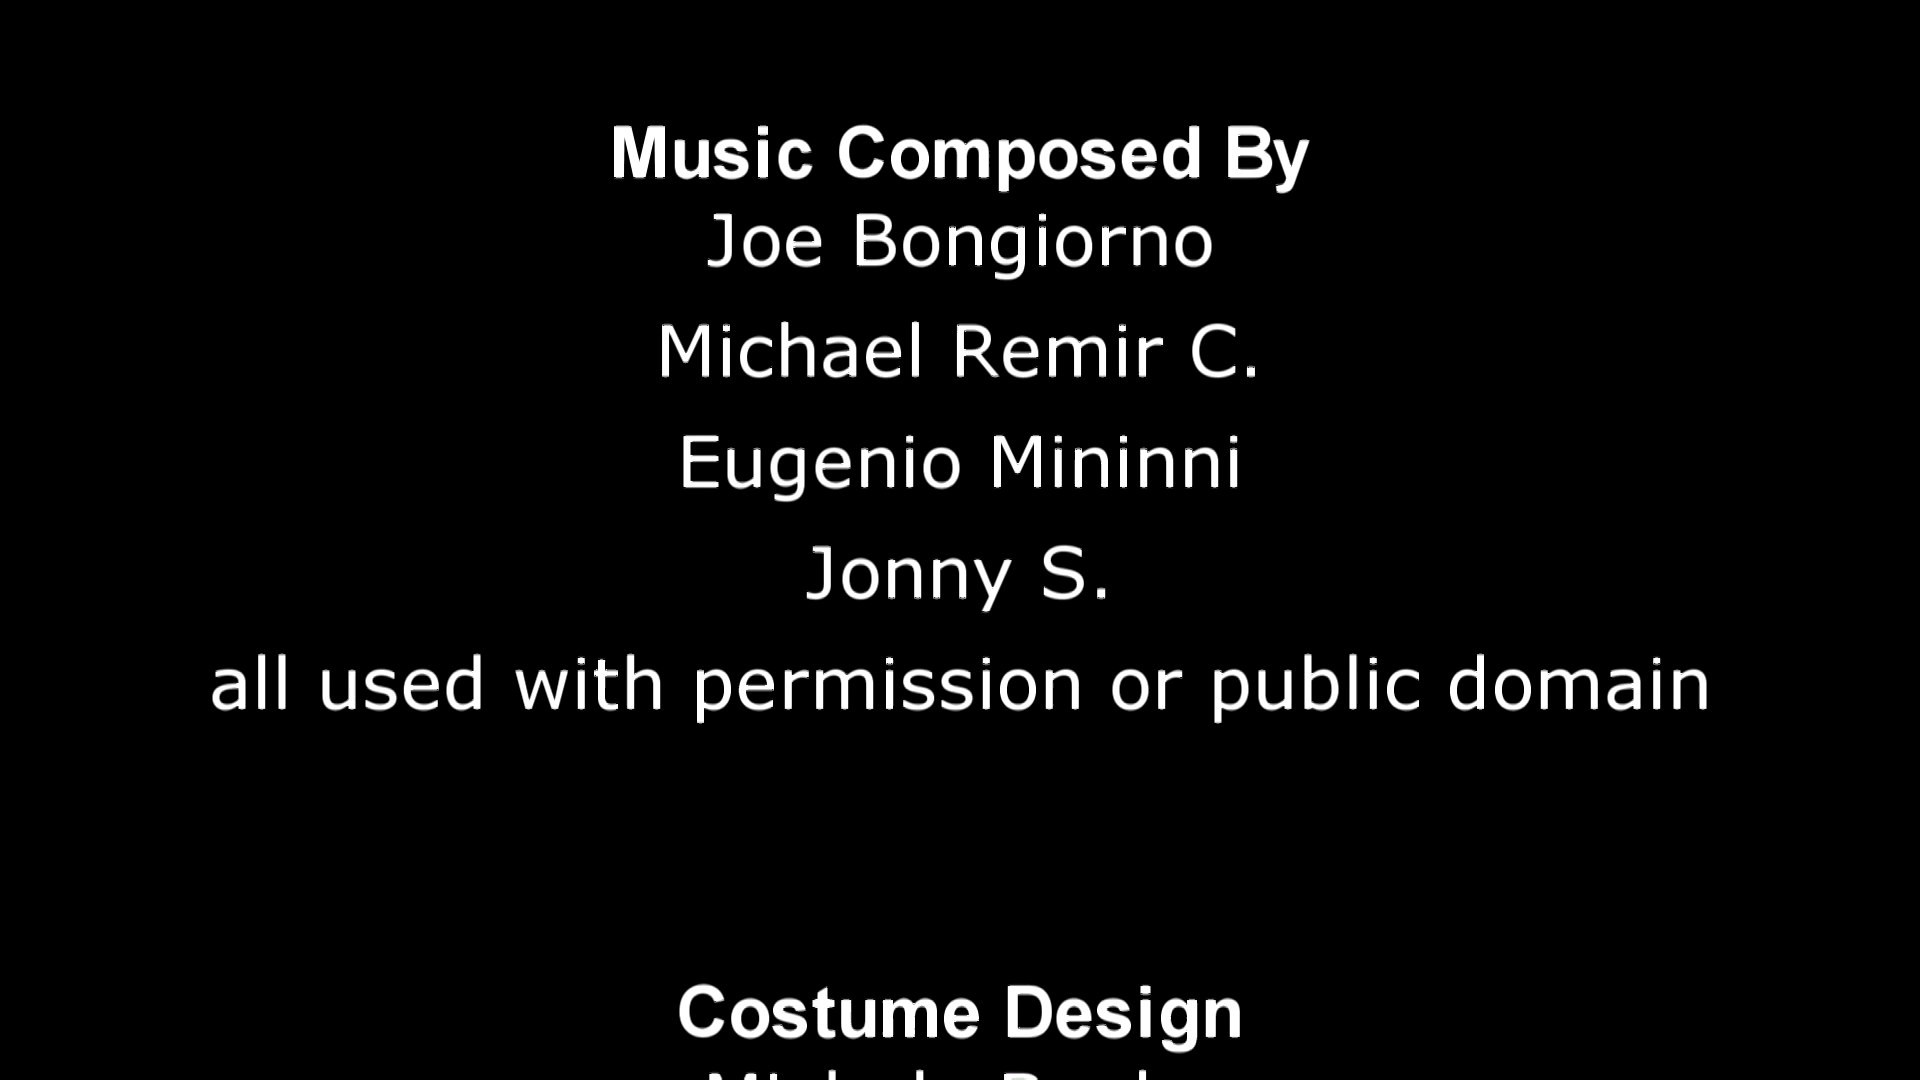 Music Composed By
Joe Bongiorno
Michael Remir C.
Eugenio Mininni
Jonny S.
all used with permission or public domain
Costume Design